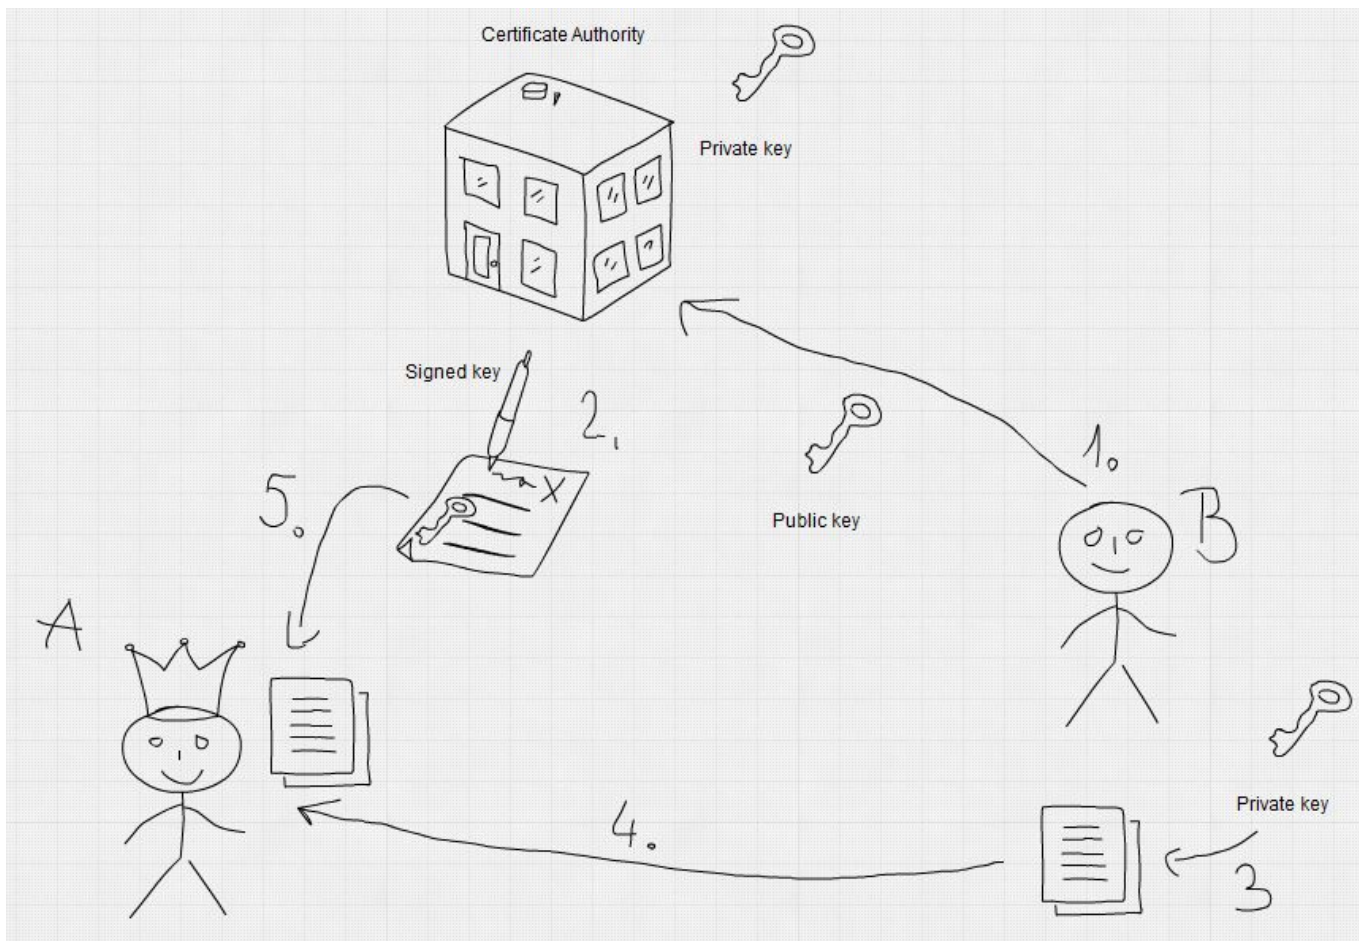 Certificate Authority
Private key
Signed key
2.
1.
5.
Public key
B
A
Private key
4.
3